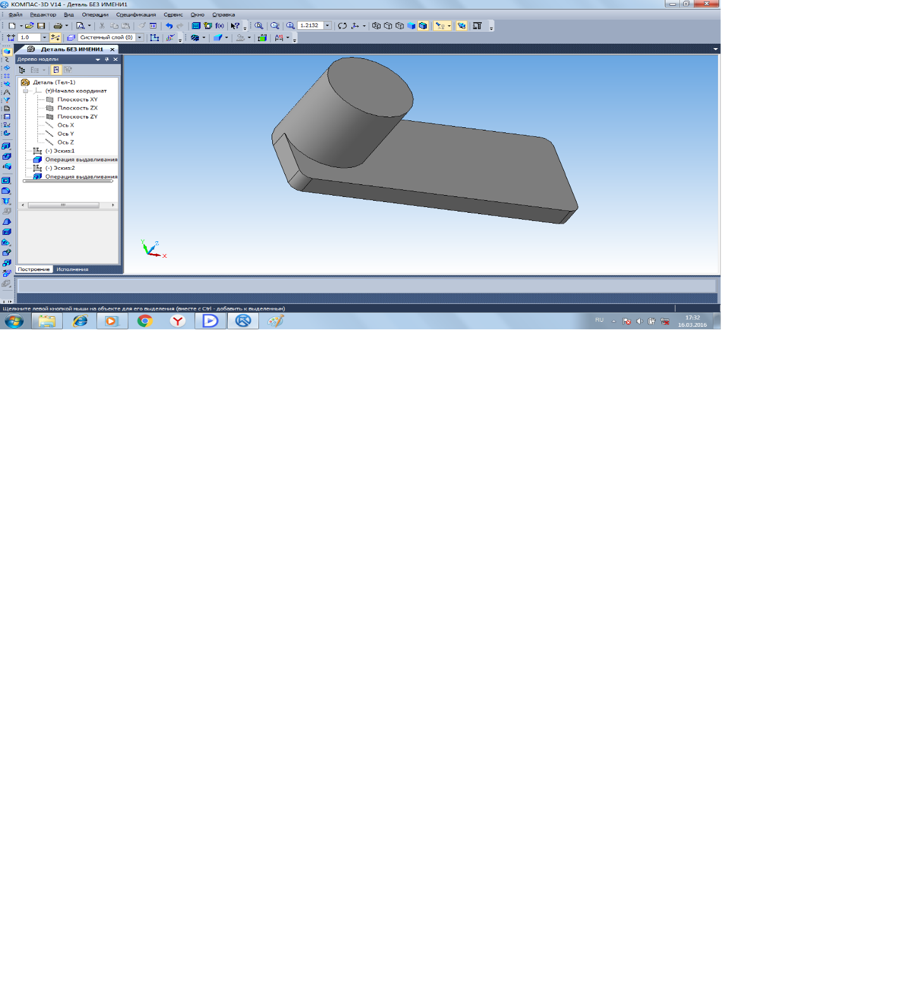 КОМПАС-3D V14 - Деталь БЕЗ ИМЕНИ1
Файл Редактор Вид Операции Спецификация Сервис Окно Справка
f(x) 1.2132
1.0 Системный слой (0)
Деталь БЕЗ ИМЕНИ1
Дерево модели
Деталь (Тел-1)
(т)Начало координат
Плоскость XY
Плоскость ZX
Плоскость ZY
Ось X
Ось Y
Ось Z
(-) Эскиз:1
Операция выдавливания
(-) Эскиз:2
Операция выдавливания
Y Z X
Построение Исполнения
Щелкните левой кнопкой мыши на объекте для его выделения (вместе с Ctrl - добавить к выделенным)
RU 17:32
16.03.2016